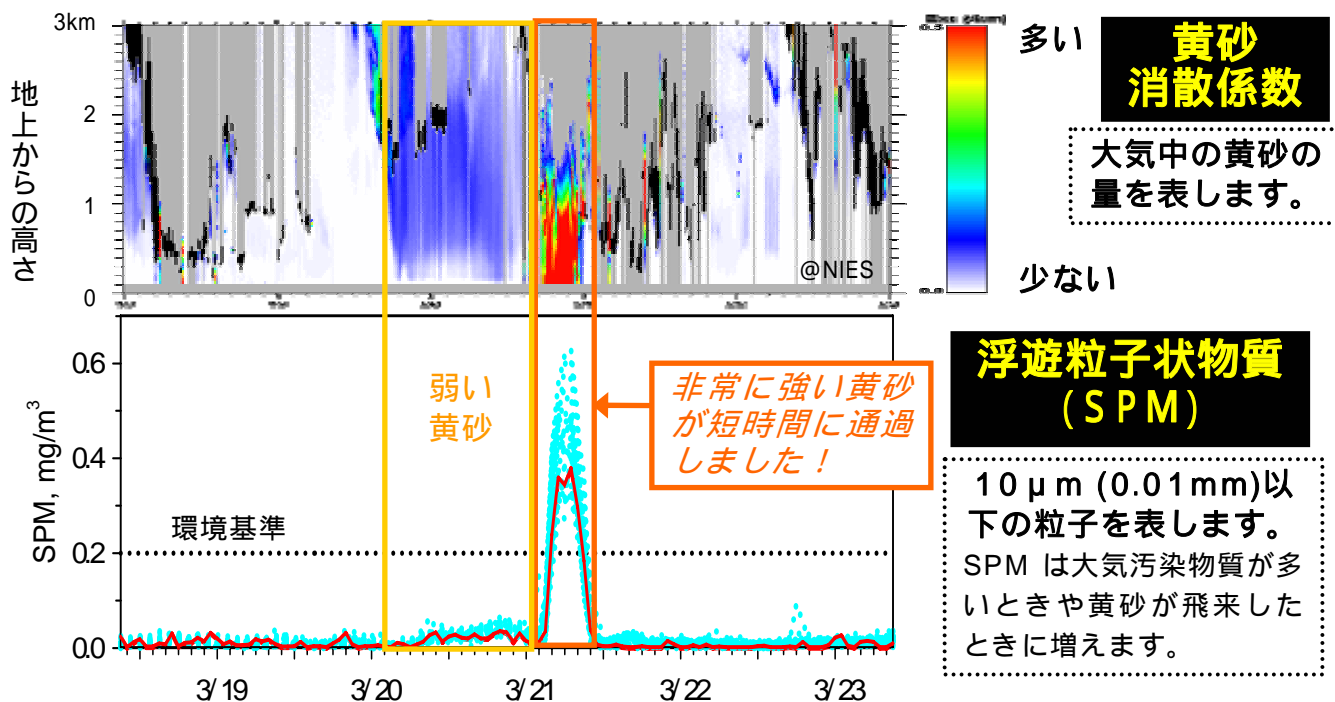 3km
2
1
0
地上からの高さ
@NIES
多い
少ない
黄砂
消散係数
大気中の黄砂の
量を表します。
SPM, mg/m³
0.6
0.4
0.2
0.0
環境基準
弱い
黄砂
非常に強い黄砂
が短時間に通過
しました！
3/19
3/20
3/21
3/22
3/23
浮遊粒子状物質
(SPM)
10μm (0.01mm)以
下の粒子を表します。
SPM は大気汚染物質が多
いときや黄砂が飛来した
ときに増えます。